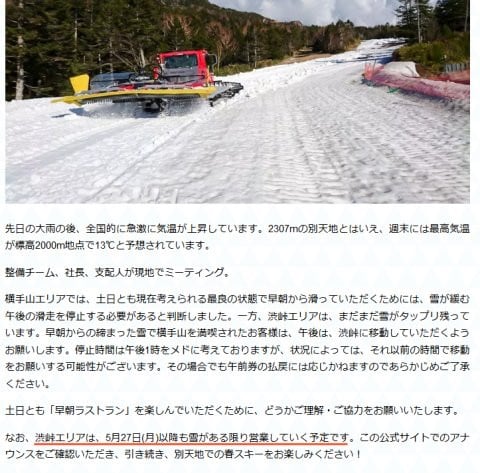 先日の大雨の後、全国的に急激に気温が上昇しています。2307mの別天地とはいえ、週末には最高気温
が標高2000m地点で13℃と予想されています。
整備チーム、社長、支配人が現地でミーティング。
横手山エリアでは、土日とも現在考えられる最良の状態で早朝から滑っていただくためには、雪が緩む
午後の滑走を停止する必要があると判断しました。一方、渋峠エリアは、まだまだ雪がタップリ残って
います。早朝からの締まった雪で横手山を満喫されたお客様は、午後は、渋峠に移動していただくよう
お願いします。停止時間は午後1時をメドに考えておりますが、状況によっては、それ以前の時間で移動
をお願いする可能性がございます。その場合でも午前券の払戻には応じかねますのであらかじめご了承
ください。
土日とも「早朝ラストラン」を楽しんでいただくために、どうかご理解・ご協力をお願いいたします。
なお、渋峠エリアは、5月27日(月)以降も雪がある限り営業していく予定です。この公式サイトでのアナ
ウンスをご確認いただき、引き続き、別天地での春スキーをお楽しみください！